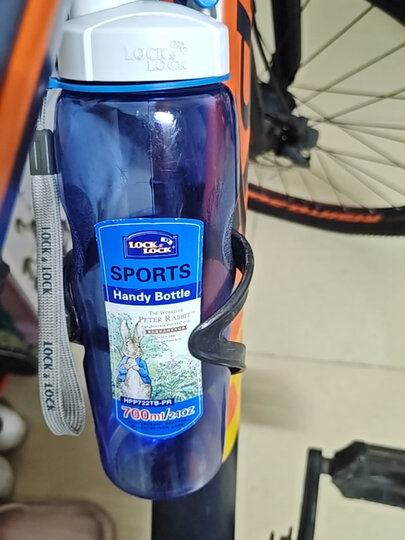 LOCK & LOCK
LOCK & LOCK
SPORTS
Handy Bottle
THE WORLD OF
PETER RABBIT
HPP722TB-PR
700ml/24OZ
LOCK & LOCK
LOCK & LOCK